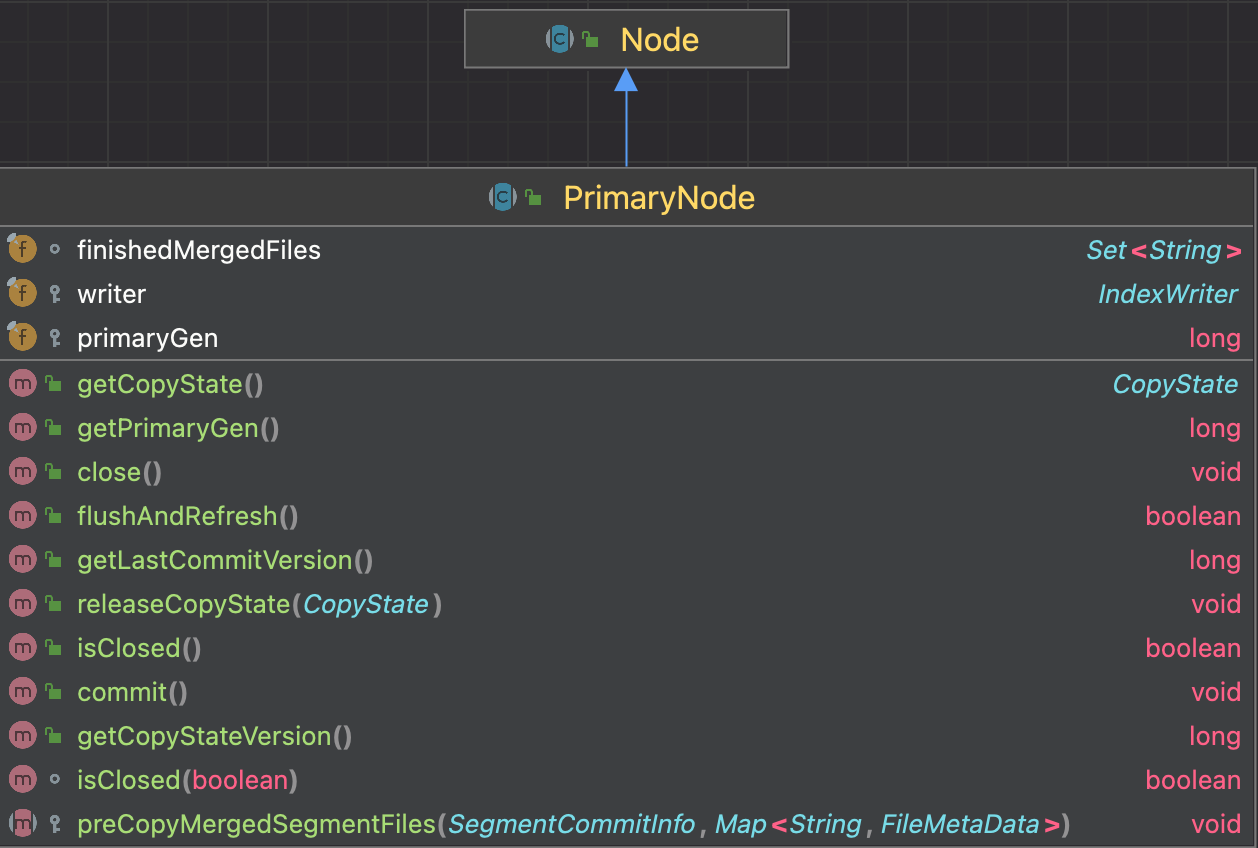 Node
PrimaryNode
finishedMergedFiles Set<String>
writer IndexWriter
primaryGen long
getCopyState() CopyState
getPrimaryGen() long
close() void
flushAndRefresh() boolean
getLastCommitVersion() long
releaseCopyState(CopyState) void
isClosed() boolean
commit() void
getCopyStateVersion() long
isClosed(boolean) boolean
preCopyMergedSegmentFiles(SegmentCommitInfo, Map<String, FileMetaData>) void